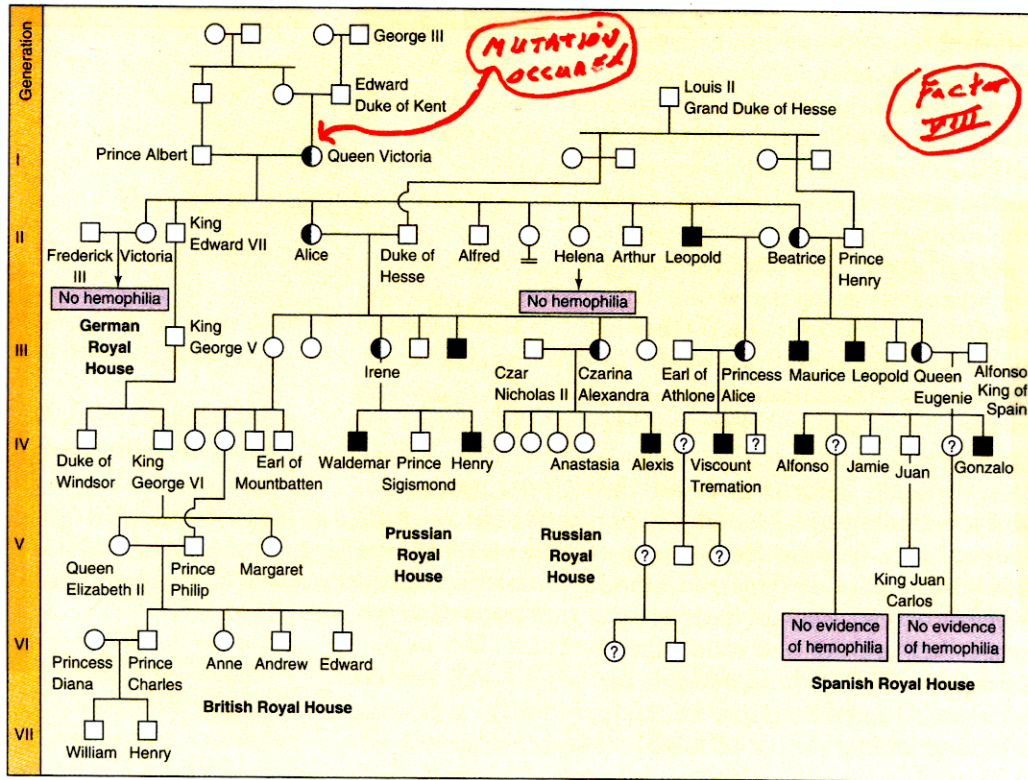 Generation
George III
MUTATION
OCCURED
Edward
Duke of Kent
Louis II
Grand Duke of Hesse
Factor
VIII
I
Prince Albert
Queen Victoria
II
King
Edward VII
Frederick
III
Victoria
Alice
Duke of
Hesse
Alfred
Helena
Arthur
Leopold
Beatrice
Prince
Henry
No hemophilia
No hemophilia
German
Royal
House
III
King
George V
Irene
Czar
Nicholas II
Czarina
Alexandra
Earl of
Athlone
Princess
Alice
Maurice
Leopold
Queen
Eugenie
Alfonso
King of
Spain
IV
?
?
?
?
Duke of
Windsor
King
George VI
Earl of
Mountbatten
Waldemar
Prince
Sigismond
Henry
Anastasia
Alexis
Viscount
Tremation
Alfonso
Jamie
Juan
Gonzalo
V
?
?
Queen
Elizabeth II
Prince
Philip
Margaret
Prussian
Royal
House
Russian
Royal
House
King Juan
Carlos
VI
?
No evidence
of hemophilia
No evidence
of hemophilia
Princess
Diana
Prince
Charles
Anne
Andrew
Edward
British Royal House
Spanish Royal House
VII
William
Henry